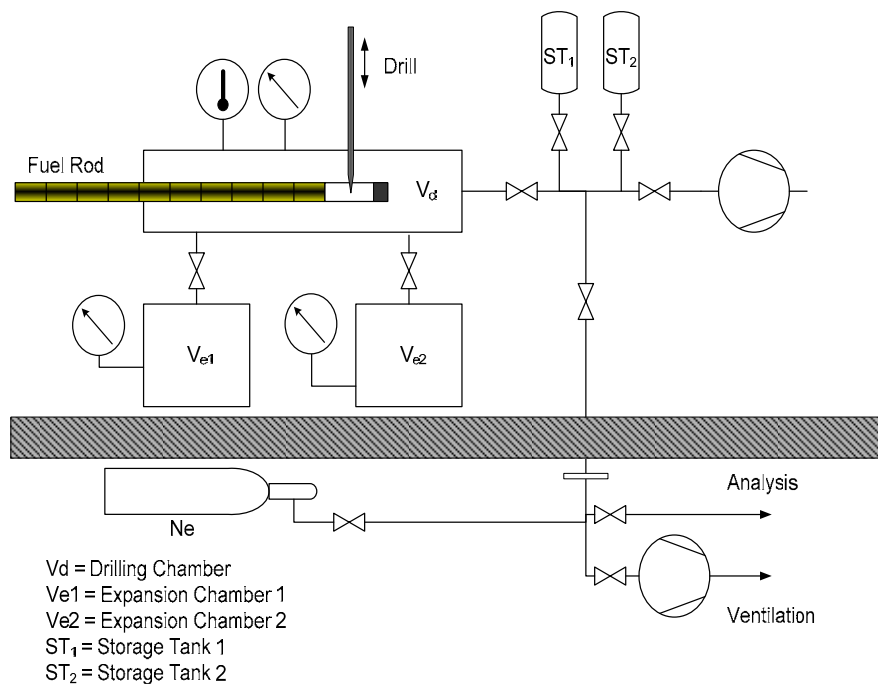 ST1
ST2
Drill
Fuel Rod
Vd
Ve1
Ve2
Analysis
Ne
Ventilation
Vd = Drilling Chamber
Ve1 = Expansion Chamber 1
Ve2 = Expansion Chamber 2
ST1 = Storage Tank 1
ST2 = Storage Tank 2